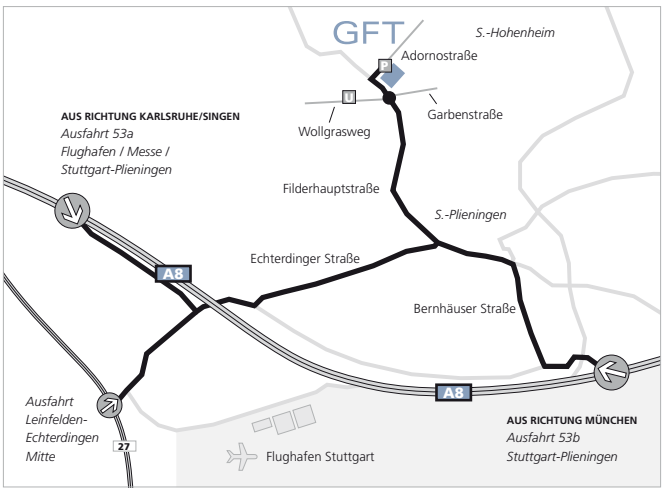 GFT
S.-Hohenheim
Adornostraße
P
U
Garbenstraße
Wollgrasweg
AUS RICHTUNG KARLSRUHE/SINGEN
Ausfahrt 53a
Flughafen / Messe /
Stuttgart-Plieningen
Filderhauptstraße
S.-Plieningen
Echterdinger Straße
A8
Bernhäuser Straße
A8
Ausfahrt
Leinfelden-
Echterdingen
Mitte
27
Flughafen Stuttgart
AUS RICHTUNG MÜNCHEN
Ausfahrt 53b
Stuttgart-Plieningen